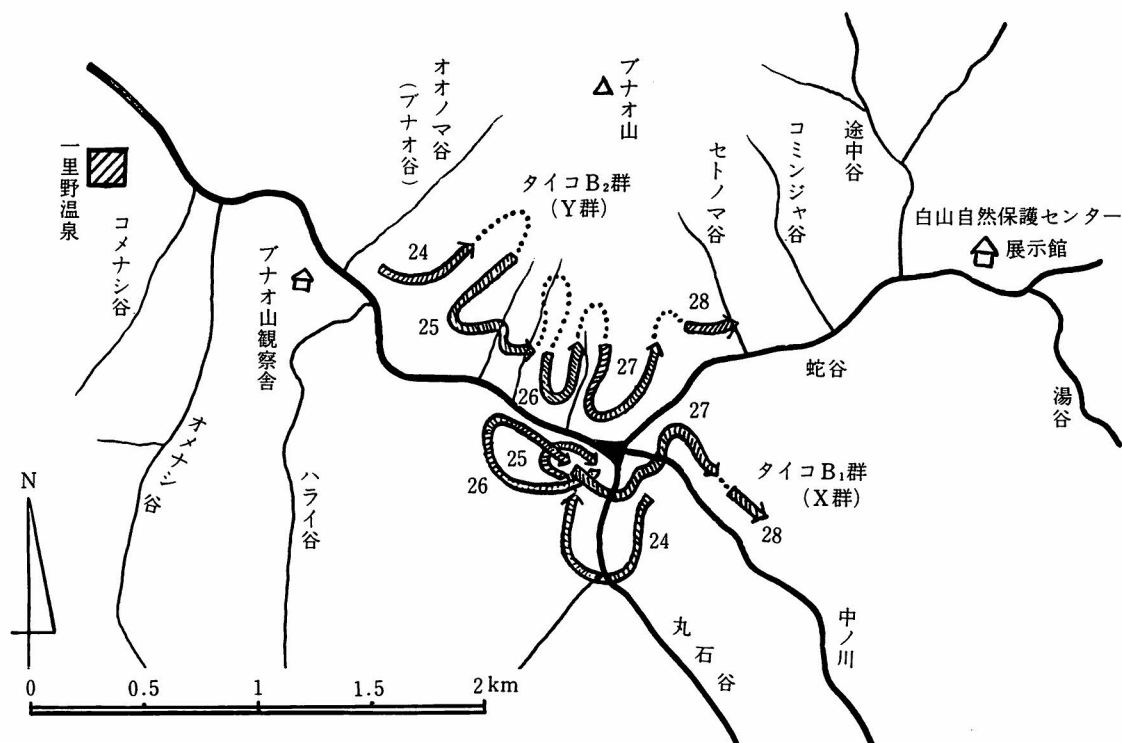 オオノマ谷
(ブナオ谷)
ブナオ山
コミンジャ谷
途中谷
一里野温泉
コメナシ谷
タイコB₂群
(Y群)
セトノマ谷
白山自然保護センター
展示館
24
ブナオ山観察舎
25
28
26
27
蛇谷
湯谷
27
オメナシ谷
25
26
タイコB₁群
(X群)
N
ハライ谷
28
24
中ノ川
丸石谷
0
0.5
1
1.5
2 km